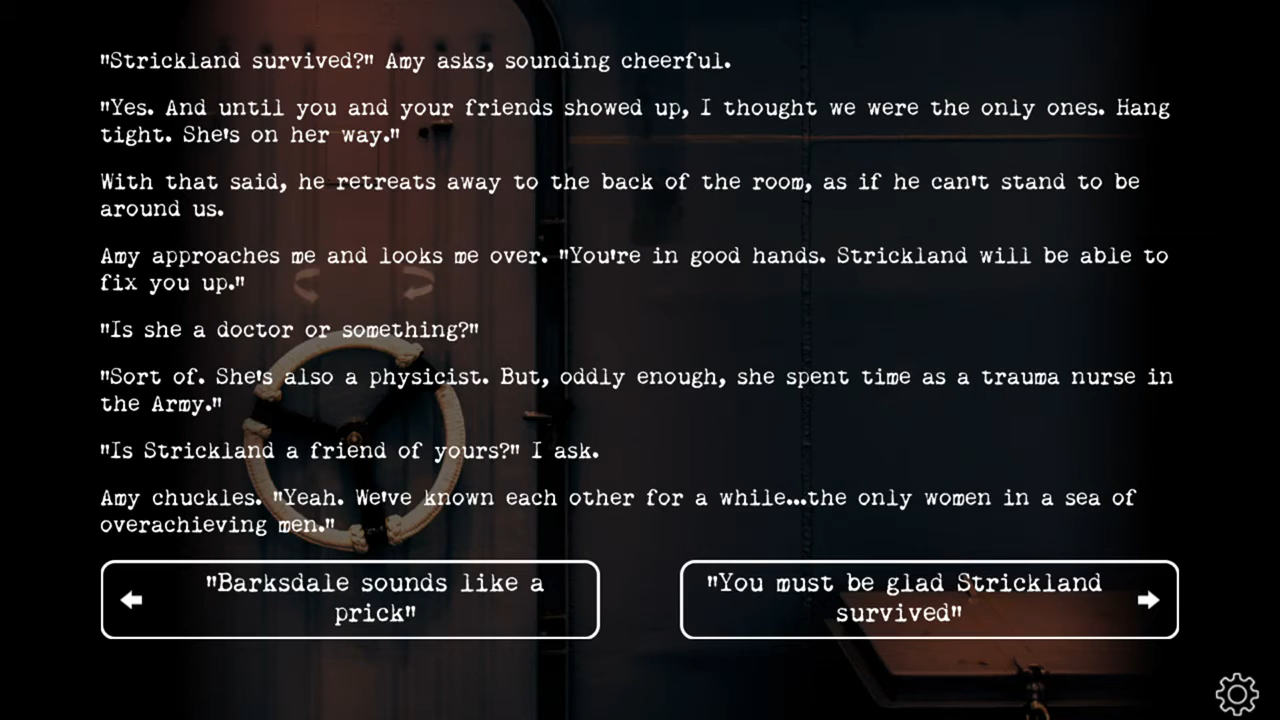 "Strickland survived?" Amy asks, sounding cheerful.
"Yes. And until you and your friends showed up, I thought we were the only ones. Hang
tight. She's on her way."
With that said, he retreats away to the back of the room, as if he can't stand to be
around us.
Amy approaches me and looks me over. "You're in good hands. Strickland will be able to
fix you up."
"Is she a doctor or something?"
"Sort of. She's also a physicist. But, oddly enough, she spent time as a trauma nurse in
the Army."
"Is Strickland a friend of yours?" I ask.
Amy chuckles. "Yeah. We've known each other for a while...the only women in a sea of
overachieving men."
"Barksdale sounds like a
prick"
"You must be glad Strickland
survived"